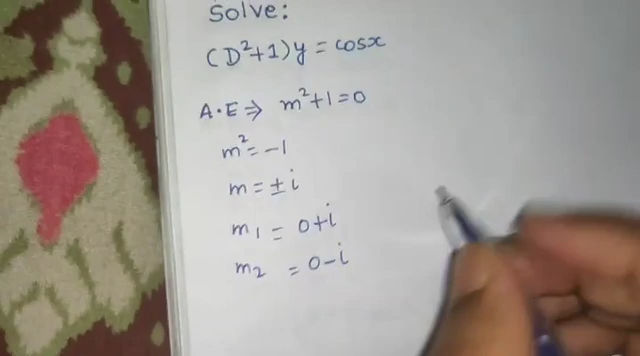 Solve:
(D²+1)y = cosx
A.E ⇒ m²+1=0
m²=-1
m = ±i
m₁ = 0+i
m₂ = 0-i